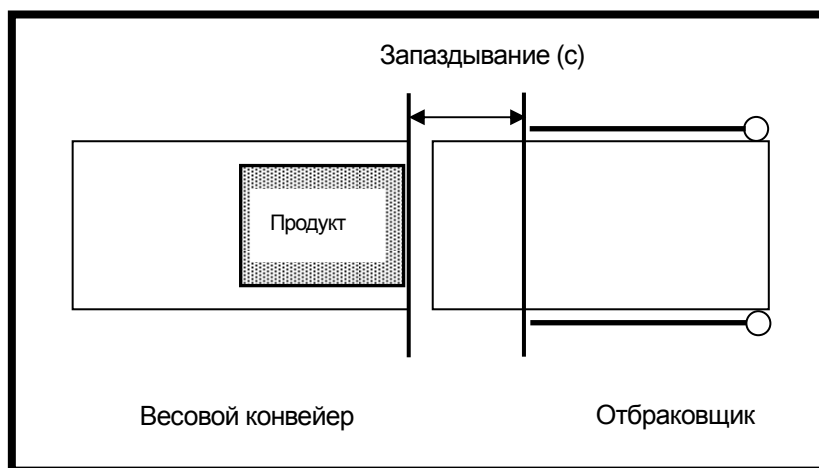 Запаздывание (с)
Продукт
Весовой конвейер
Отбраковщик